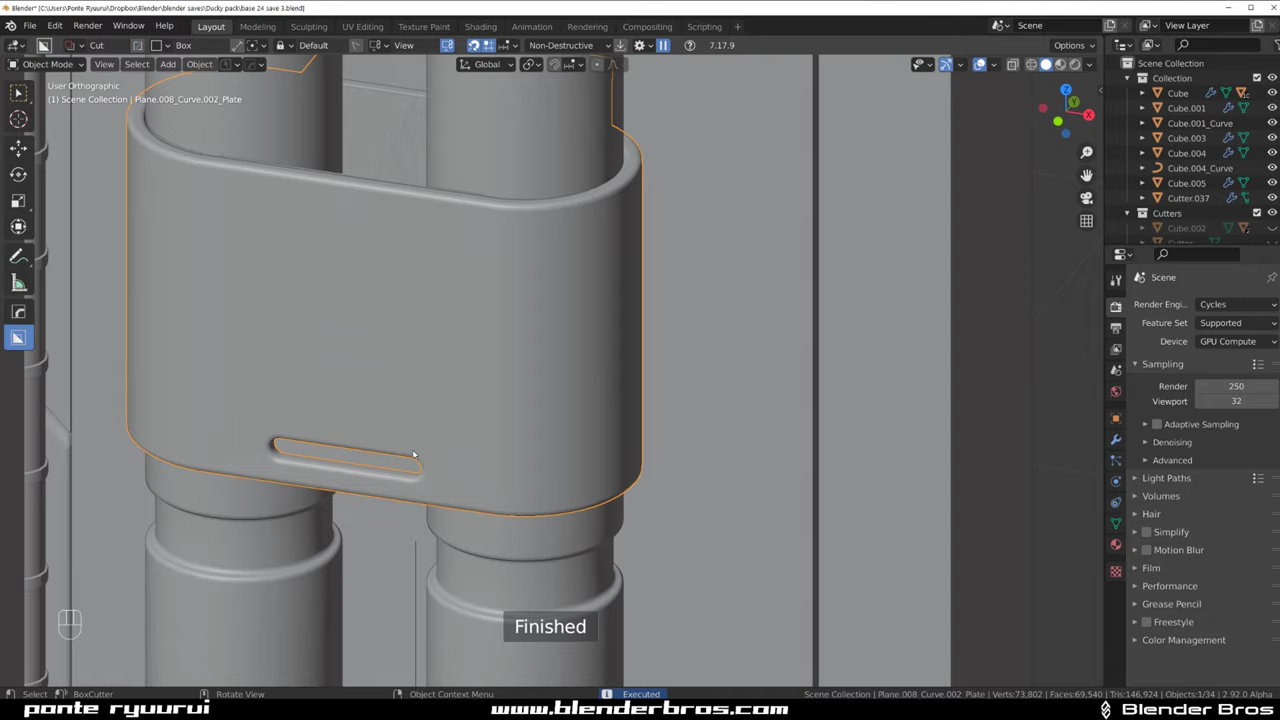 Blender* [C:\Users\Ponte Ryuurui\Dropbox\Blender\blender saves\Ducky pack\base 24 save 3.blend]
File Edit Render Window Help Layout Modeling Sculpting UV Editing Texture Paint Shading Animation Rendering Compositing Scripting Scene View Layer
Cut Box Default View Non-Destructive 7.17.9 Options
Object Mode View Select Add Object Global
User Orthographic
(1) Scene Collection | Plane.008_Curve.002_Plate
Z
Y
X
Scene Collection
Collection
Cube
Cube.001
Cube.001_Curve
Cube.003
Cube.004
Cube.004_Curve
Cube.005
Cutter.037
Cutters
Cube.002
Scene
Render Engi... Cycles
Feature Set Supported
Device GPU Compute
Sampling
Render 250
Viewport 32
Adaptive Sampling
Denoising
Advanced
Light Paths
Volumes
Hair
Simplify
Motion Blur
Film
Performance
Grease Pencil
Freestyle
Color Management
Finished
Select BoxCutter Rotate View Object Context Menu Executed Scene Collection | Plane.008_Curve.002_Plate | Verts:73,802 | Faces:69,540 | Tris:146,924 | Objects:1/34 | 2.92.0 Alpha
ponte ryuurui www.blenderbros.com Blender Bros